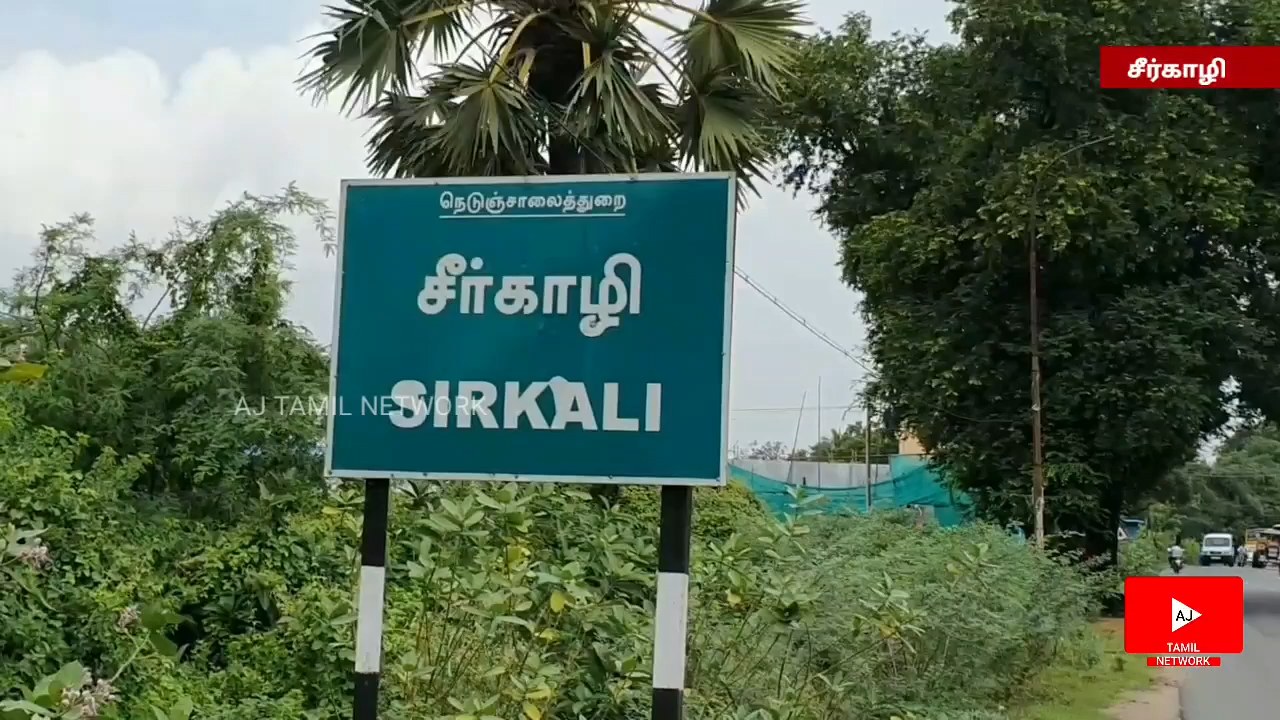 சீர்காழி
நெடுஞ்சாலைத்துறை
சீர்காழி
SIRKALI
AJ TAMIL NETWORK
AJ
TAMIL
NETWORK